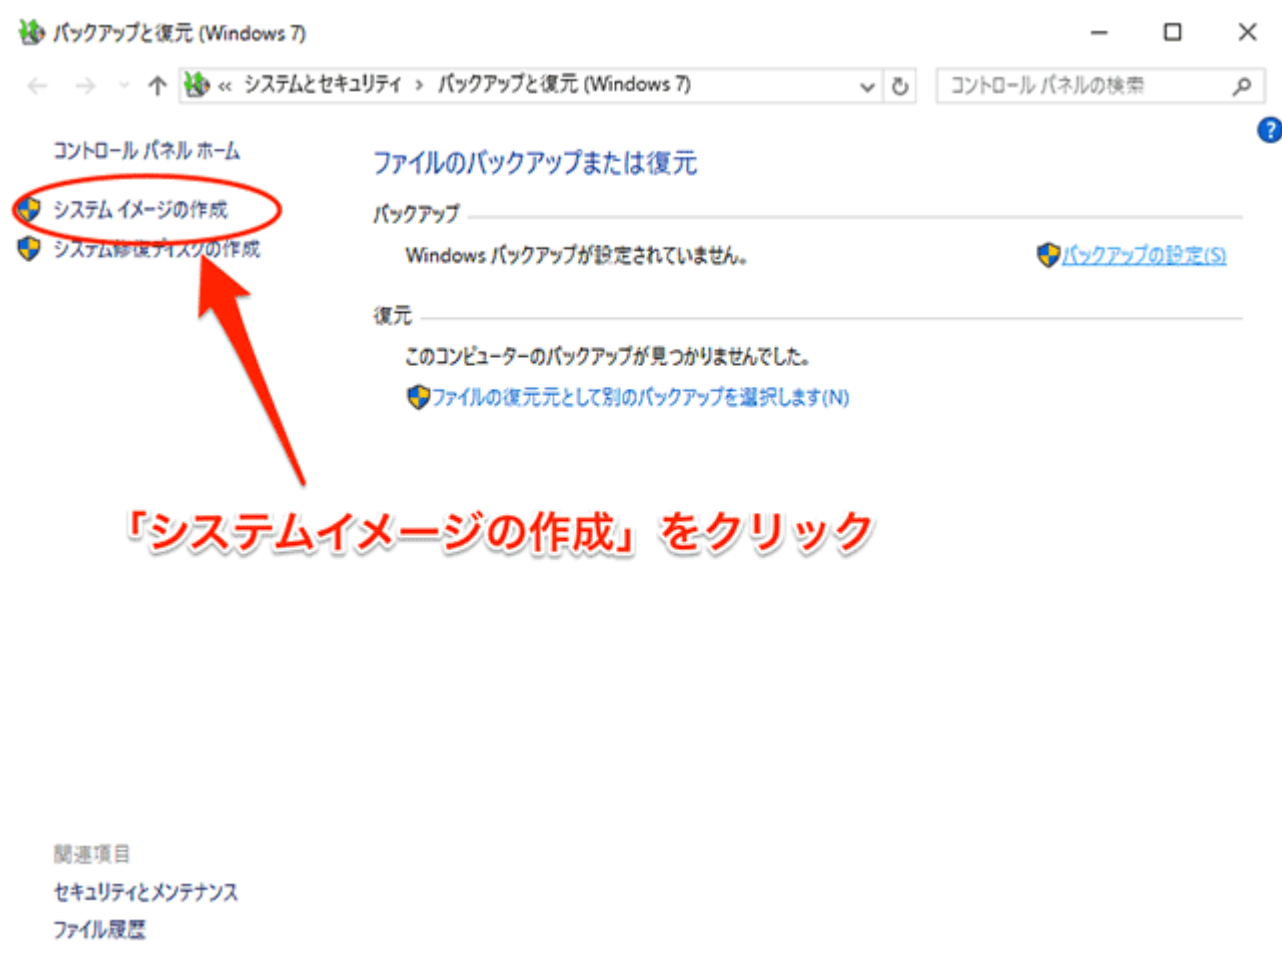 バックアップと復元 (Windows 7)
« システムとセキュリティ › バックアップと復元 (Windows 7)
コントロール パネルの検索
?
コントロール パネル ホーム
システム イメージの作成
システム修復ディスクの作成
ファイルのバックアップまたは復元
バックアップ
Windows バックアップが設定されていません。
バックアップの設定(S)
復元
このコンピューターのバックアップが見つかりませんでした。
ファイルの復元元として別のバックアップを選択します(N)
「システムイメージの作成」をクリック
関連項目
セキュリティとメンテナンス
ファイル履歴